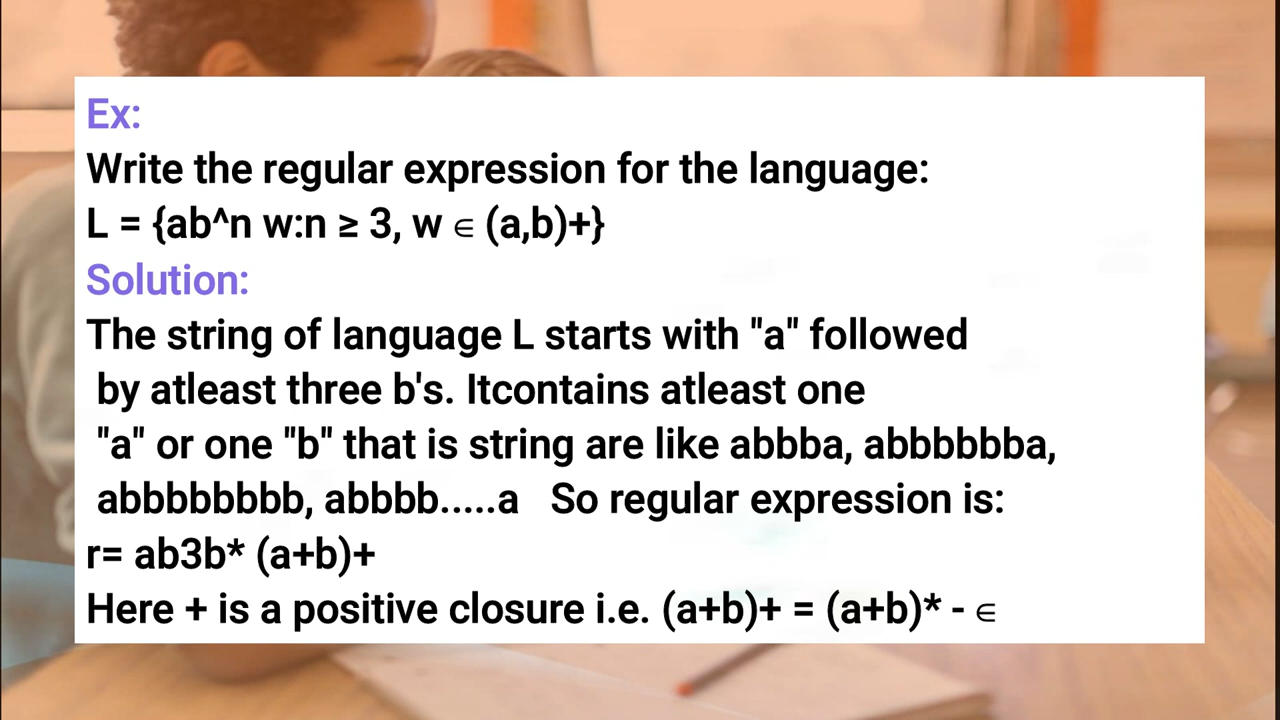 Ex:
Write the regular expression for the language:
L = {ab^n w:n ≥ 3, w ∈ (a,b)+}
Solution:
The string of language L starts with "a" followed
by atleast three b's. Itcontains atleast one
"a" or one "b" that is string are like abbba, abbbbbba,
abbbbbbbb, abbbb.....a So regular expression is:
r= ab3b* (a+b)+
Here + is a positive closure i.e. (a+b)+ = (a+b)* - ∈